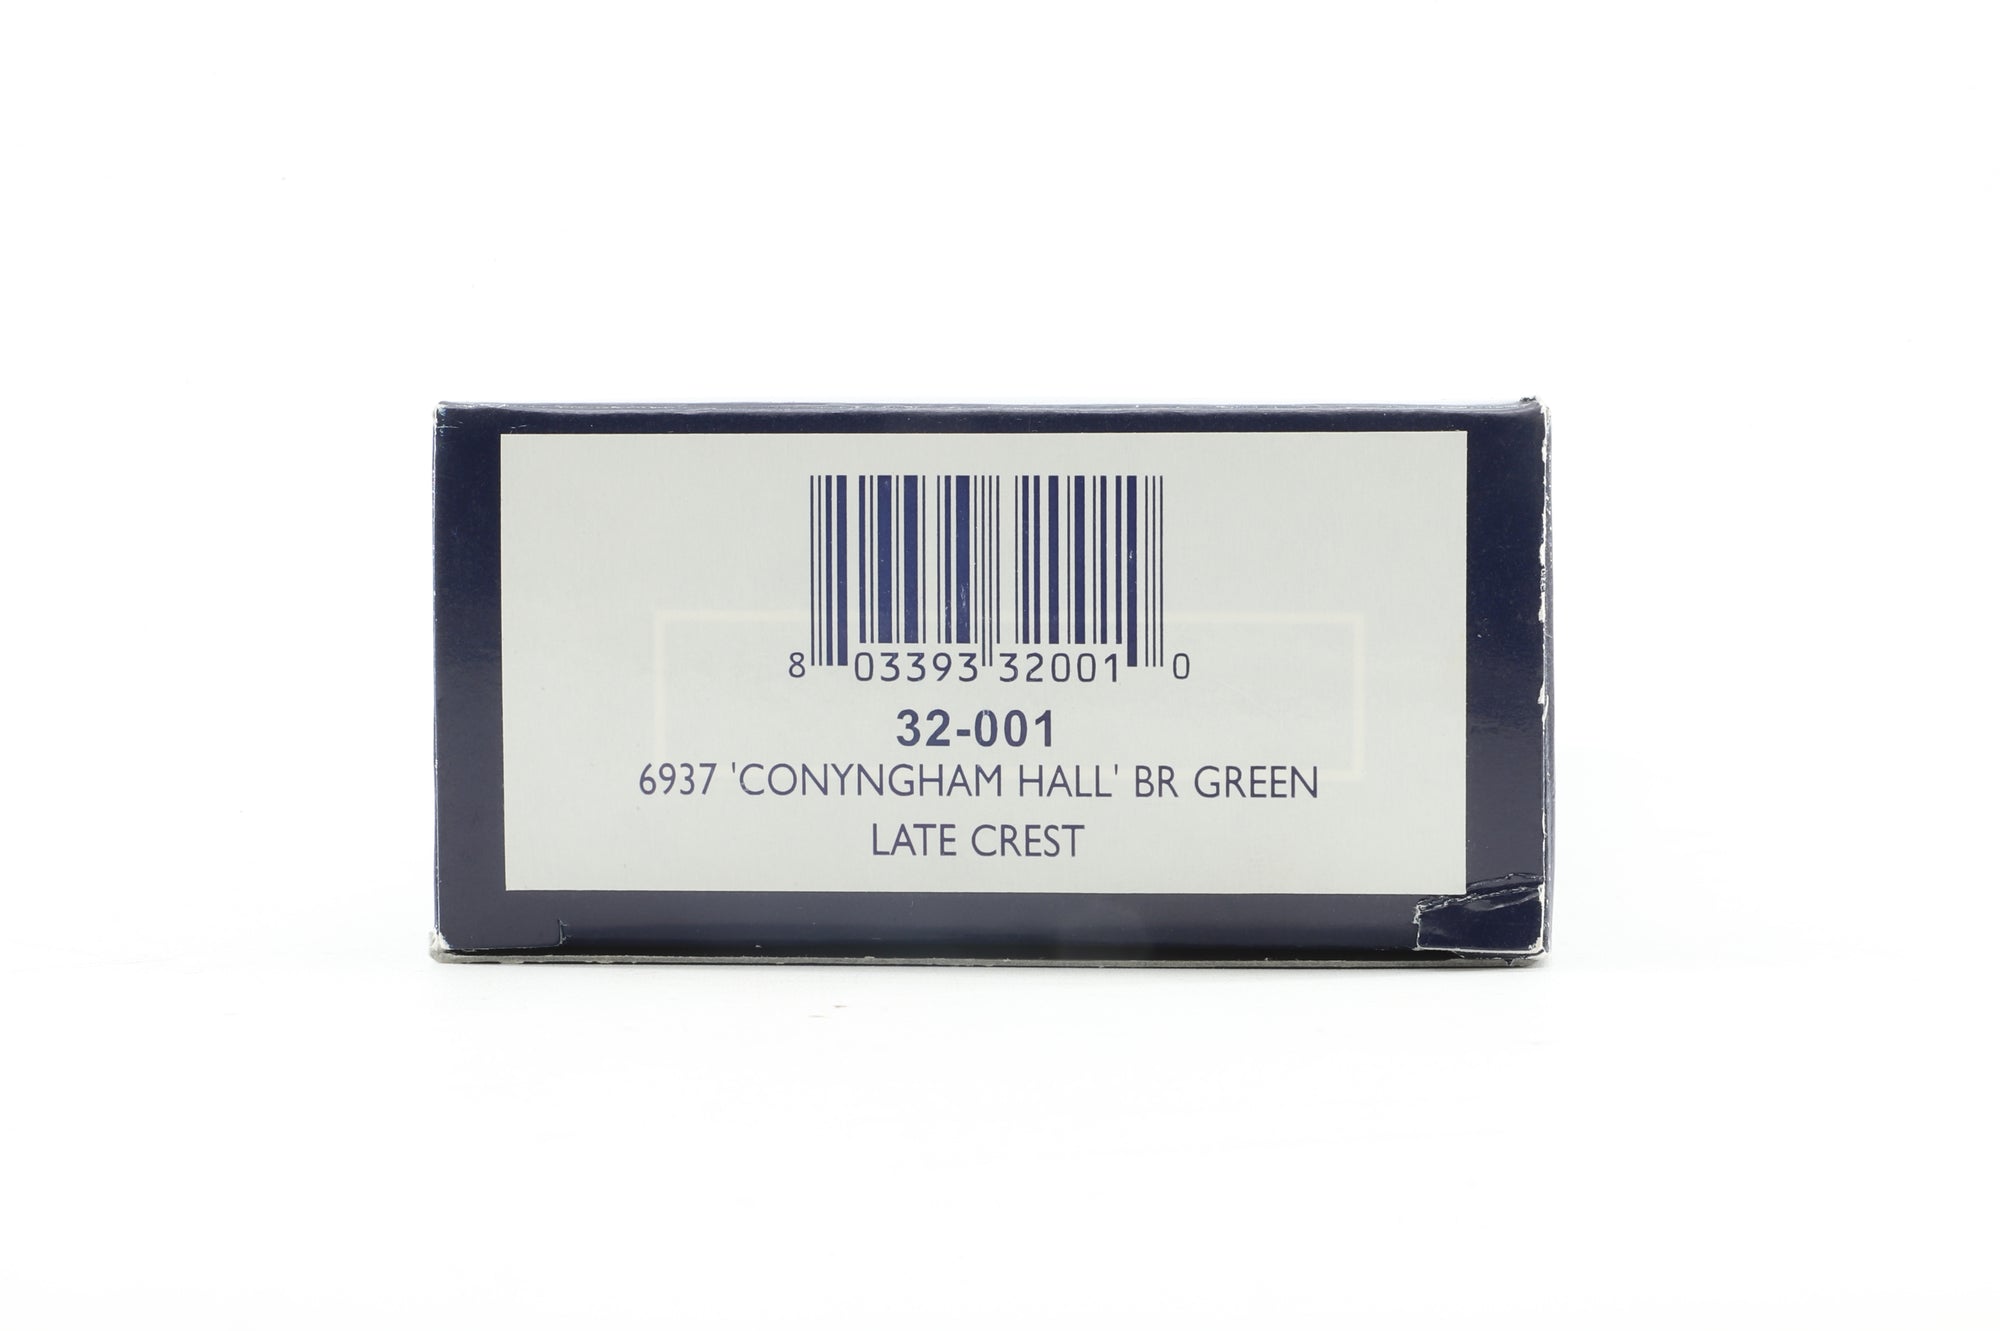 8 03393 32001 0
32-001
6937 'CONYNGHAM HALL' BR GREEN
LATE CREST